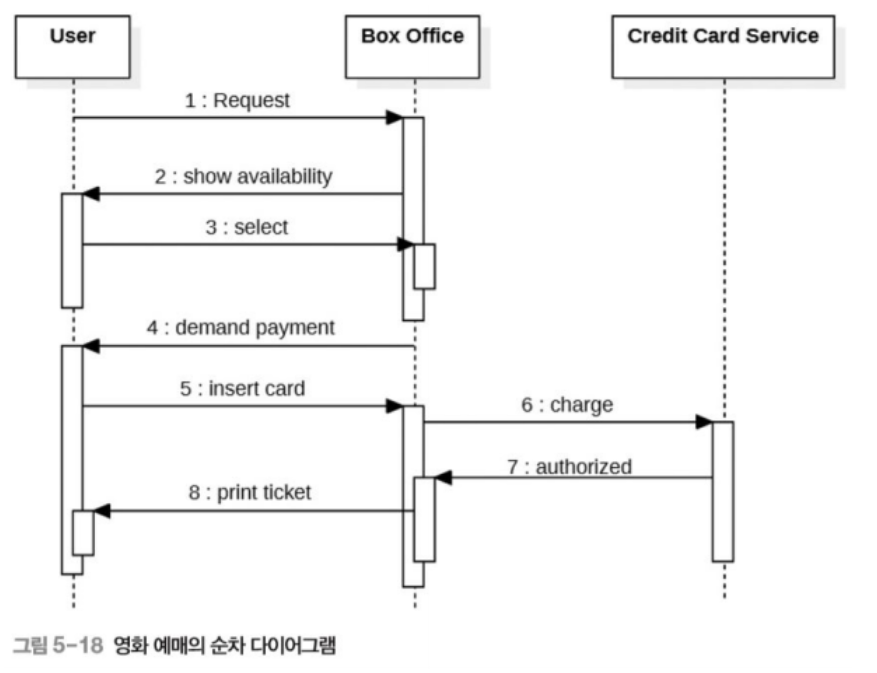 User
Box Office
Credit Card Service
1 : Request
2 : show availability
3 : select
4 : demand payment
5 : insert card
6 : charge
7 : authorized
8 : print ticket
그림 5-18 영화 예매의 순차 다이어그램